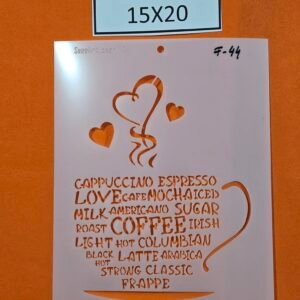 15X20
F-44
CAPPUCCINO ESPRESSO
LOVE CAFE MOCHA ICED
MILK AMERICANO SUGAR
ROAST COFFEE IRISH
LIGHT HOT COLUMBIAN
BLACK LATTE ARABICA
HOT
STRONG CLASSIC
FRAPPE